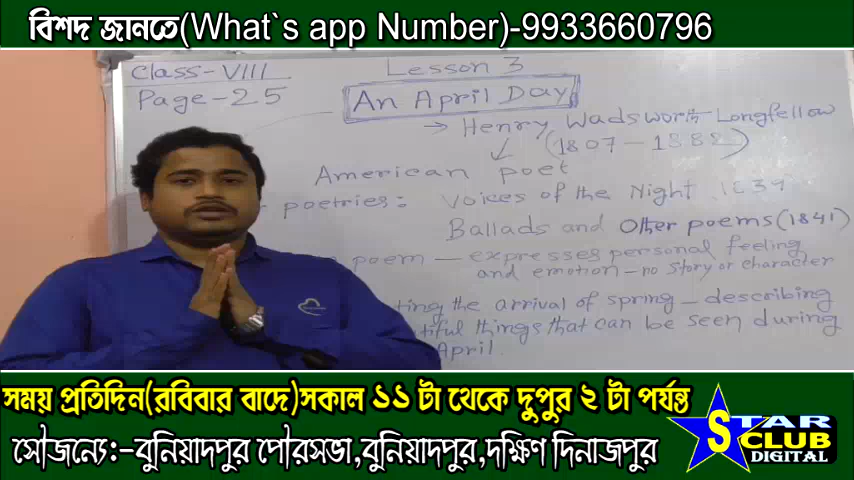 বিশদ জানতে(What`s app Number)-9933660796
Class-VIII
Lesson 3
Page-25
An April Day
→ Henry Wadsworth Longfellow
(1807-1882)
American poet
poetries: Voices of the Night 1839
Ballads and Other poems (1841)
poem - expresses personal feeling
and emotion - no story or character
the arrival of spring - describing
things that can be seen during
April.
সময় প্রতিদিন(রবিবার বাদে)সকাল ১১ টা থেকে দুপুর ২ টা পর্যন্ত
সৌজন্যে:-বুনিয়াদপুর পৌরসভা,বুনিয়াদপুর,দক্ষিণ দিনাজপুর
STAR
CLUB
DIGITAL